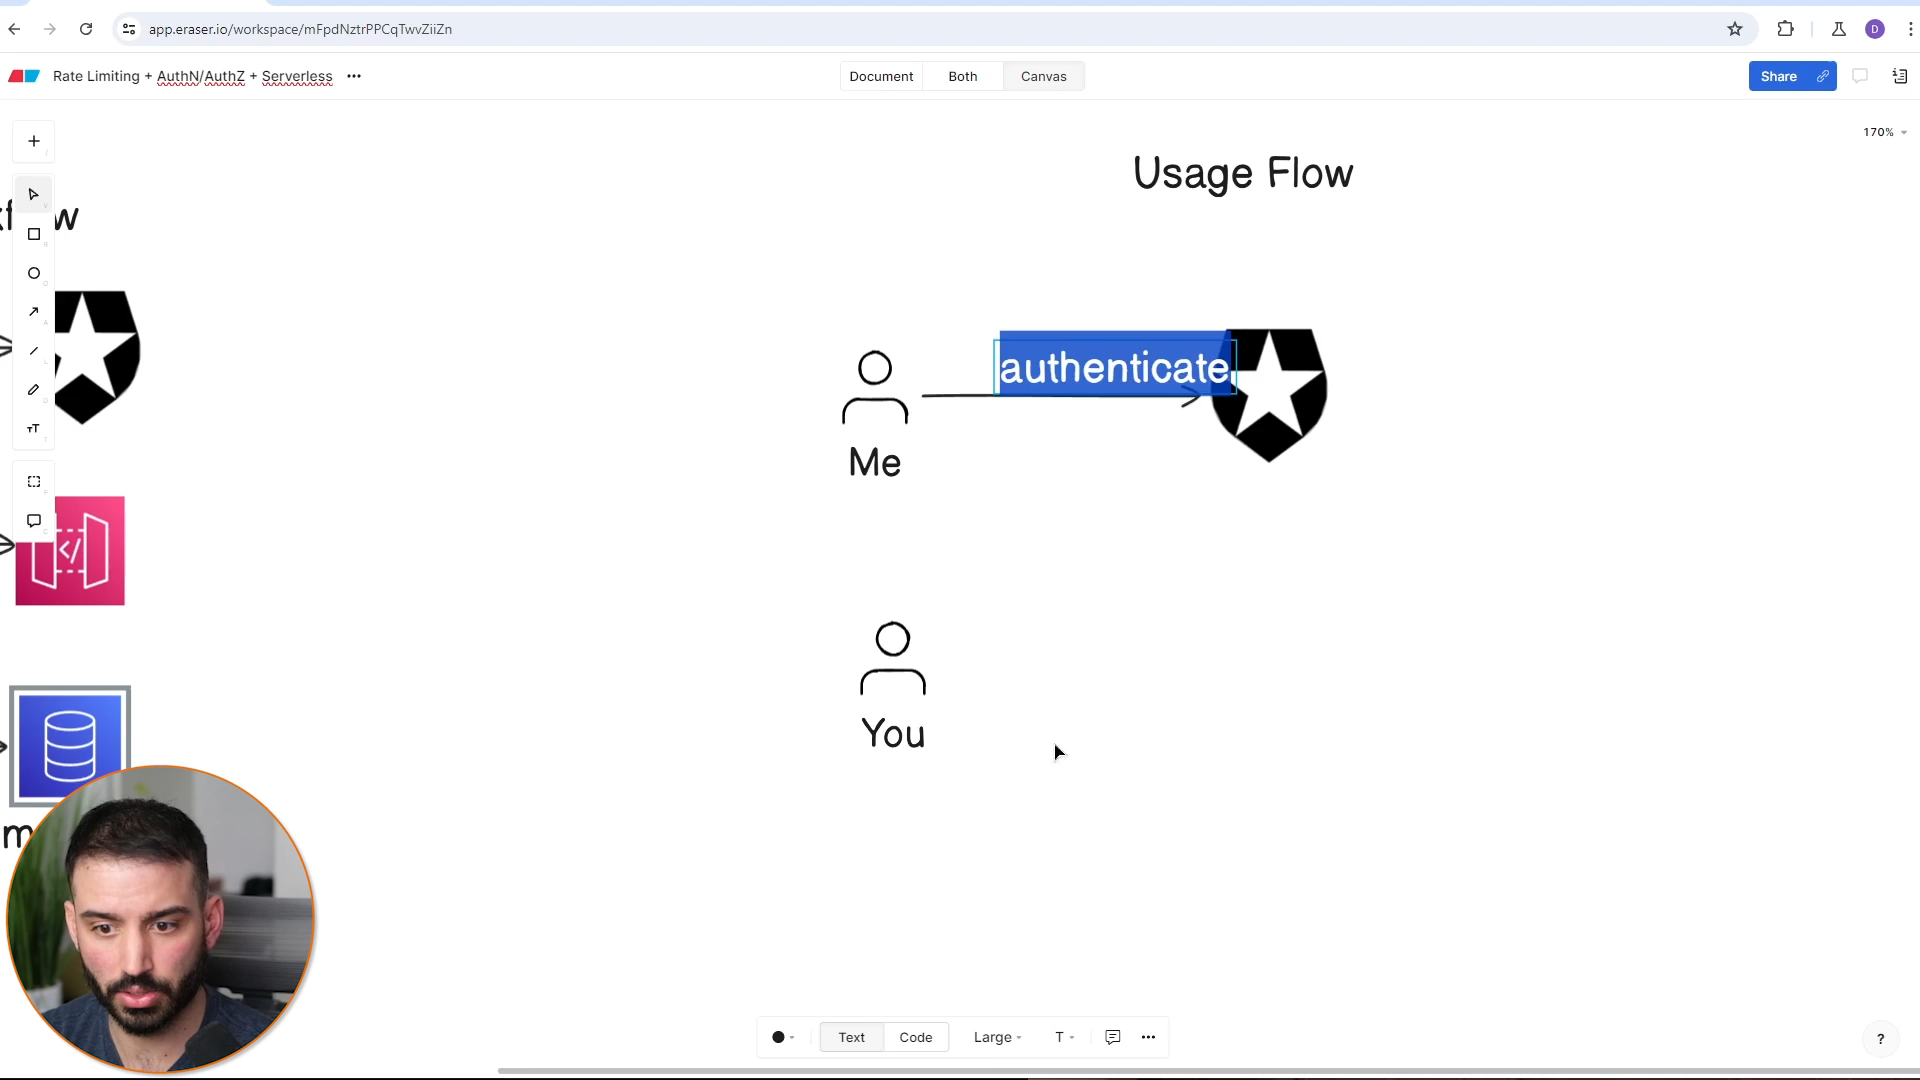 app.eraser.io/workspace/mFpdNztrPPCqTwvZiiZn
D
Rate Limiting + AuthN/AuthZ + Serverless
Document
Both
Canvas
Share
170%
Usage Flow
authenticate
Me
You
Text
Code
Large
T
?